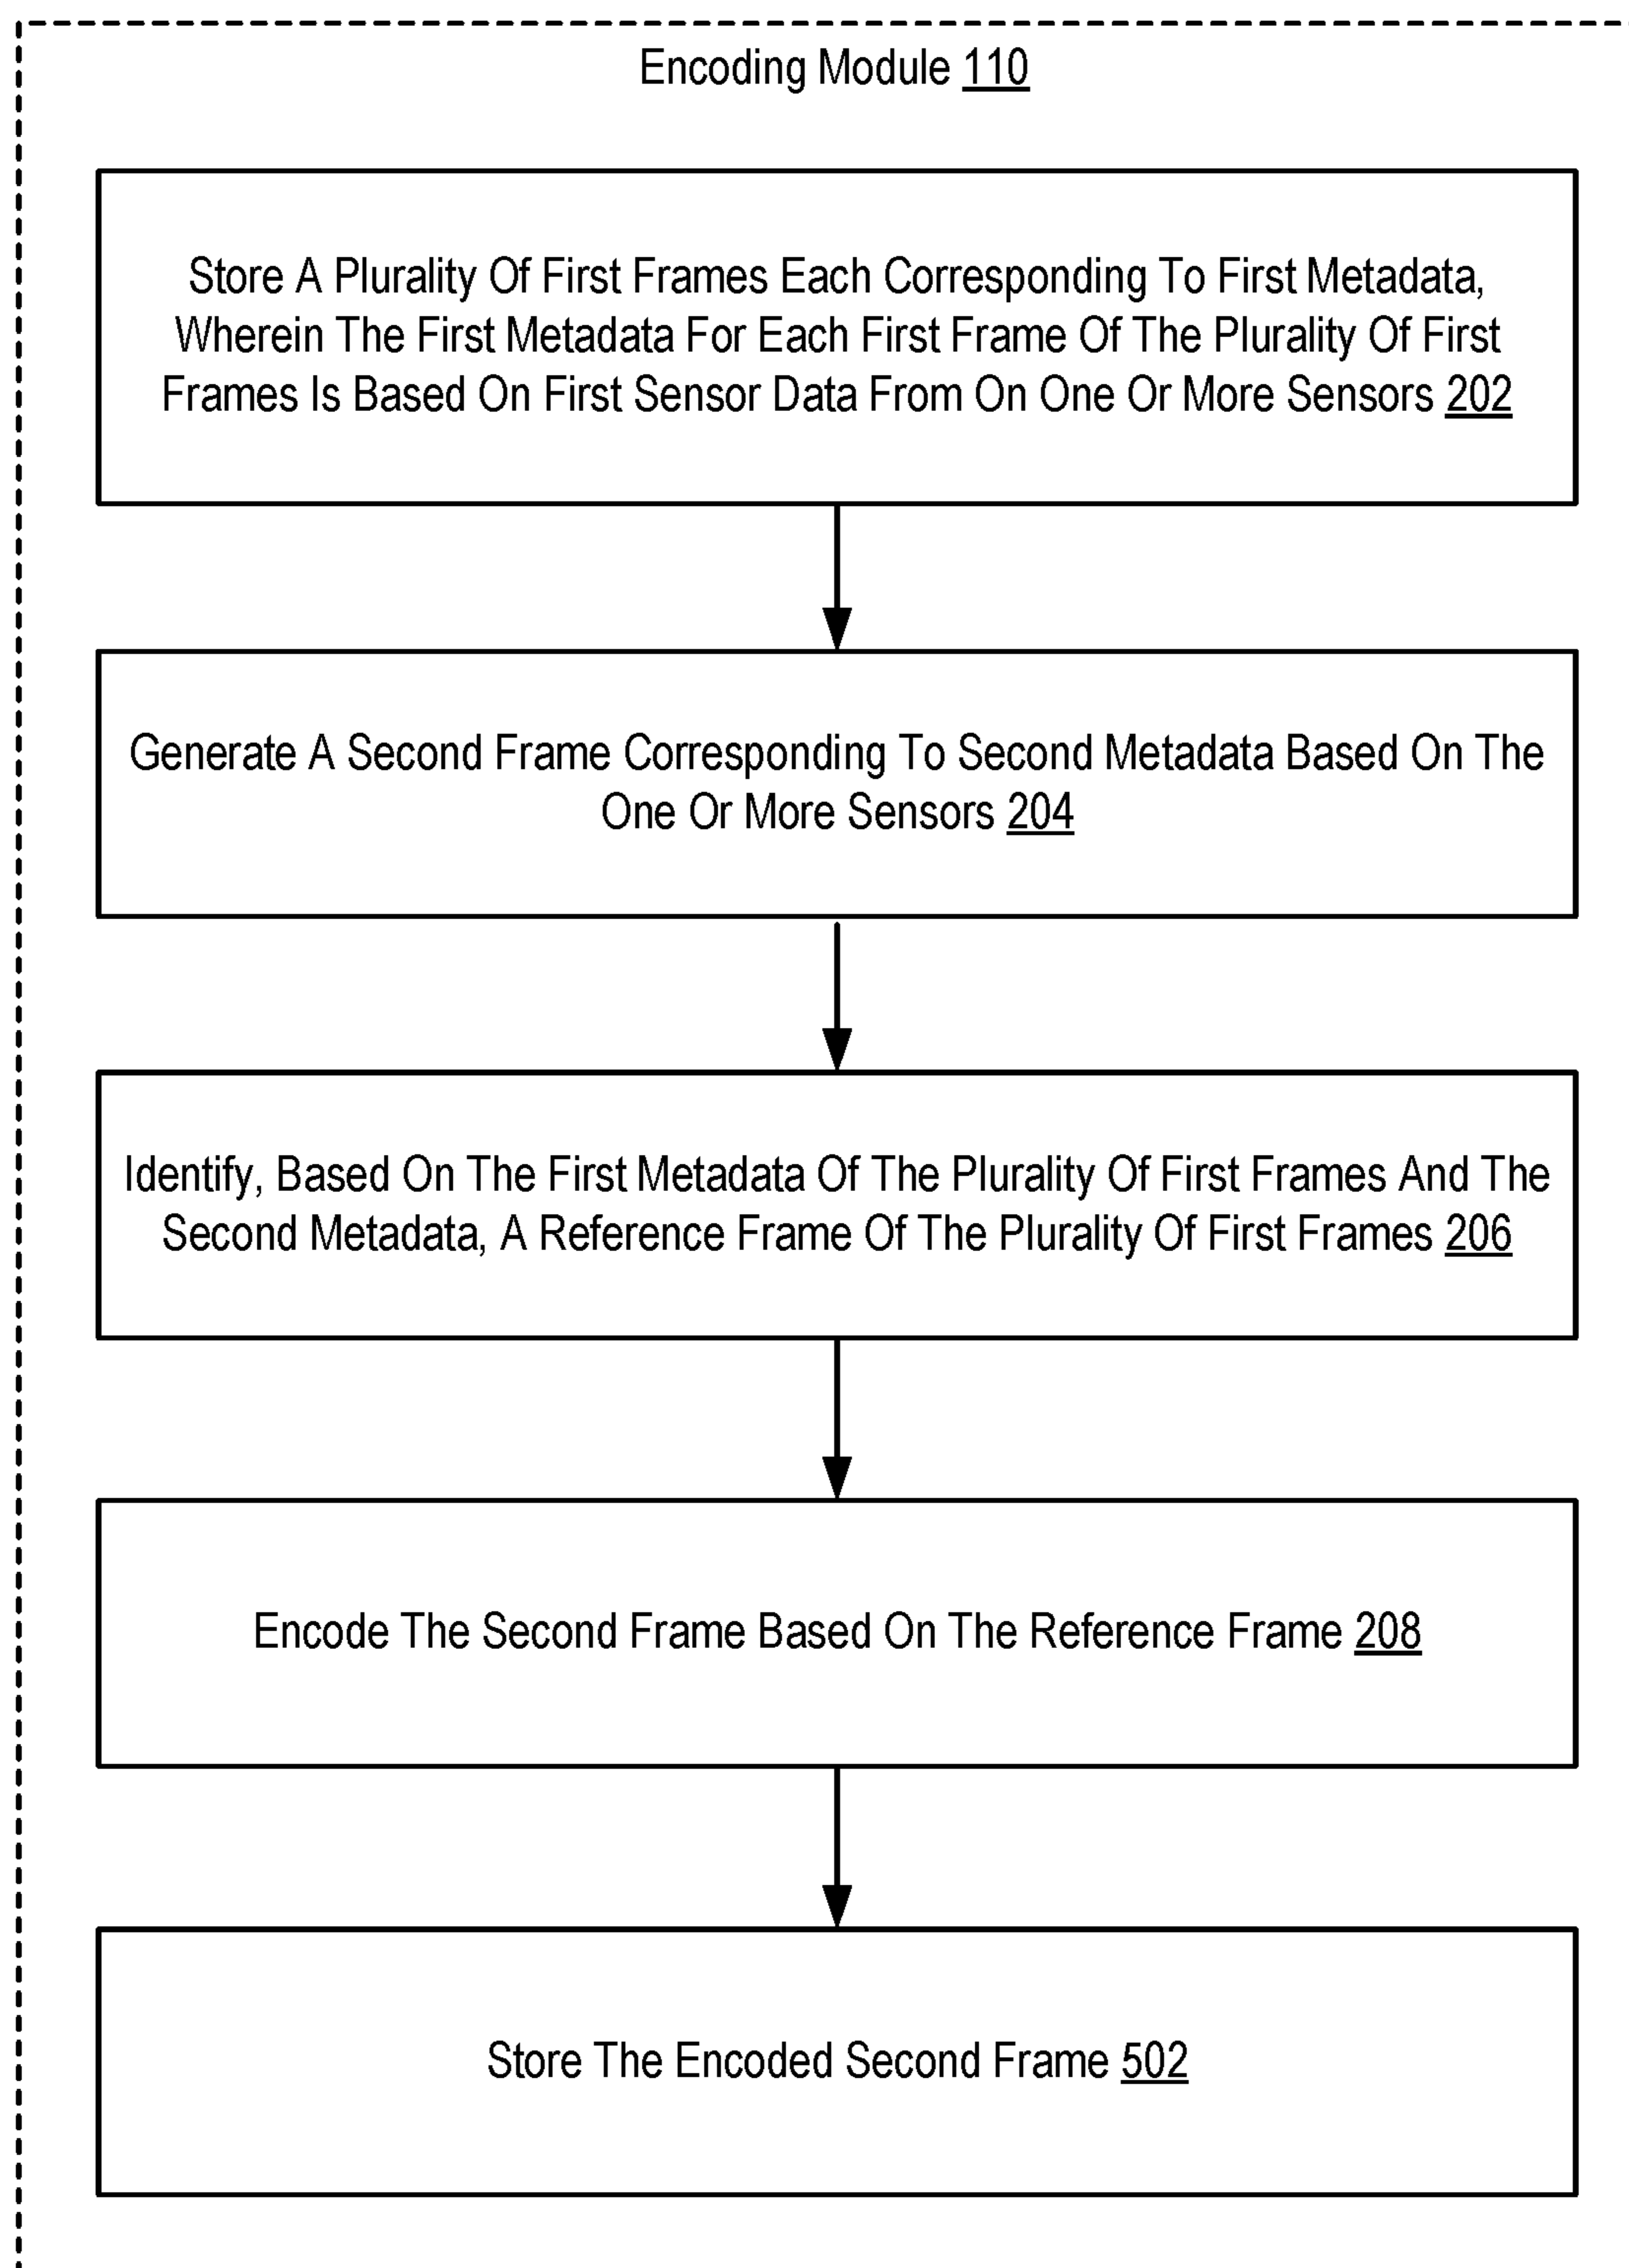 Encoding Module 110
Store A Plurality Of First Frames Each Corresponding To First Metadata,
Wherein The First Metadata For Each First Frame Of The Plurality Of First
Frames Is Based On First Sensor Data From On One Or More Sensors 202
Generate A Second Frame Corresponding To Second Metadata Based On The
One Or More Sensors 204
Identify, Based On The First Metadata Of The Plurality Of First Frames And The
Second Metadata, A Reference Frame Of The Plurality Of First Frames 206
Encode The Second Frame Based On The Reference Frame 208
Store The Encoded Second Frame 502